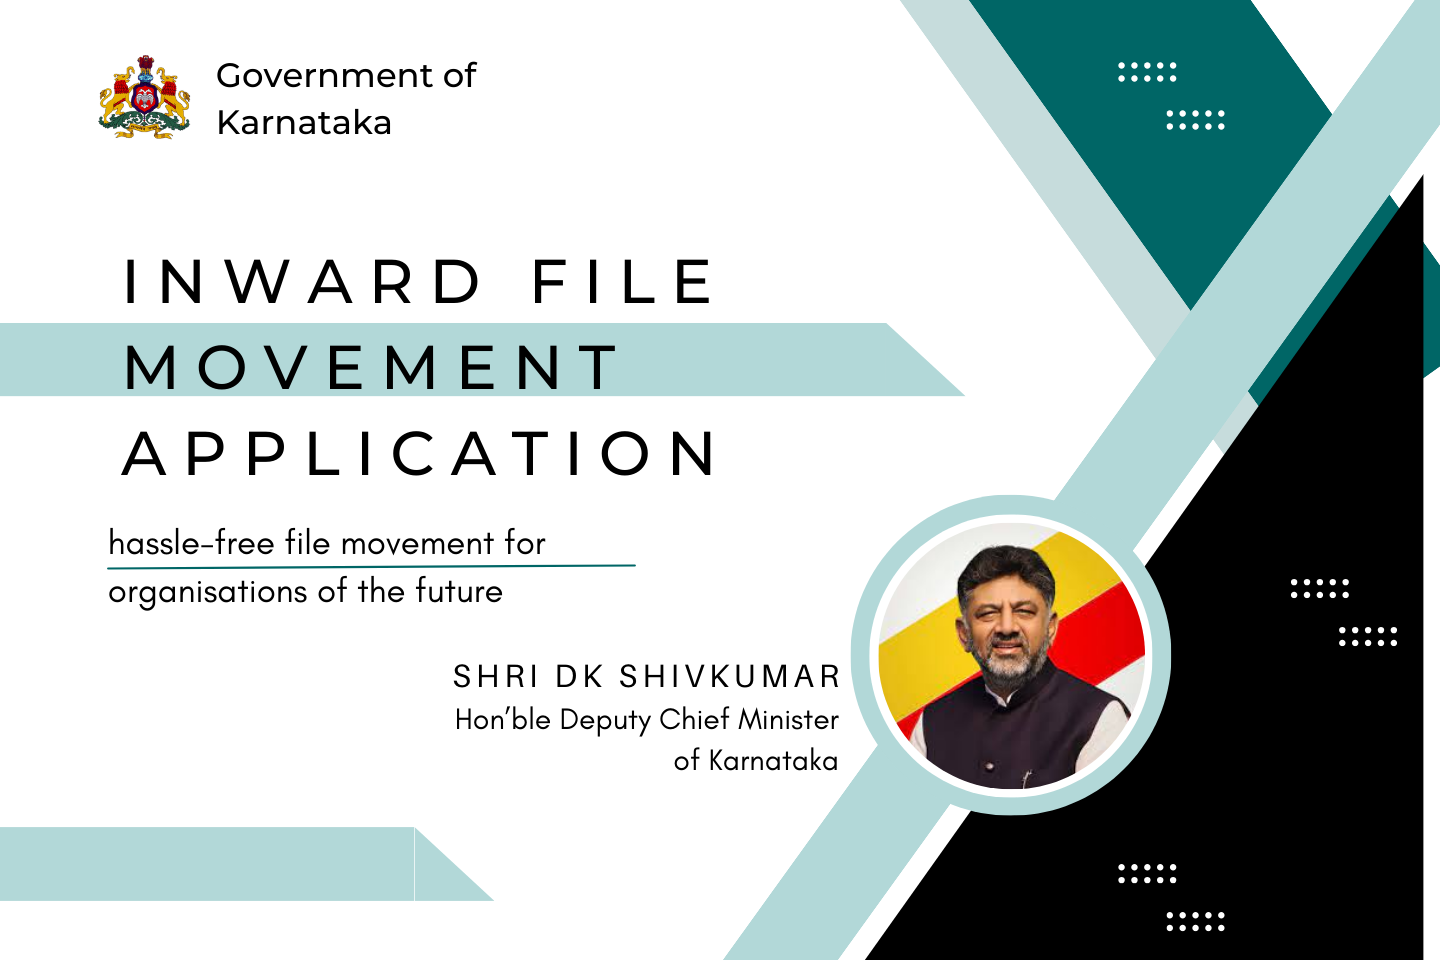 Government of
Karnataka
INWARD FILE
MOVEMENT
APPLICATION
hassle-free file movement for
organisations of the future
SHRI DK SHIVKUMAR
Hon’ble Deputy Chief Minister
of Karnataka